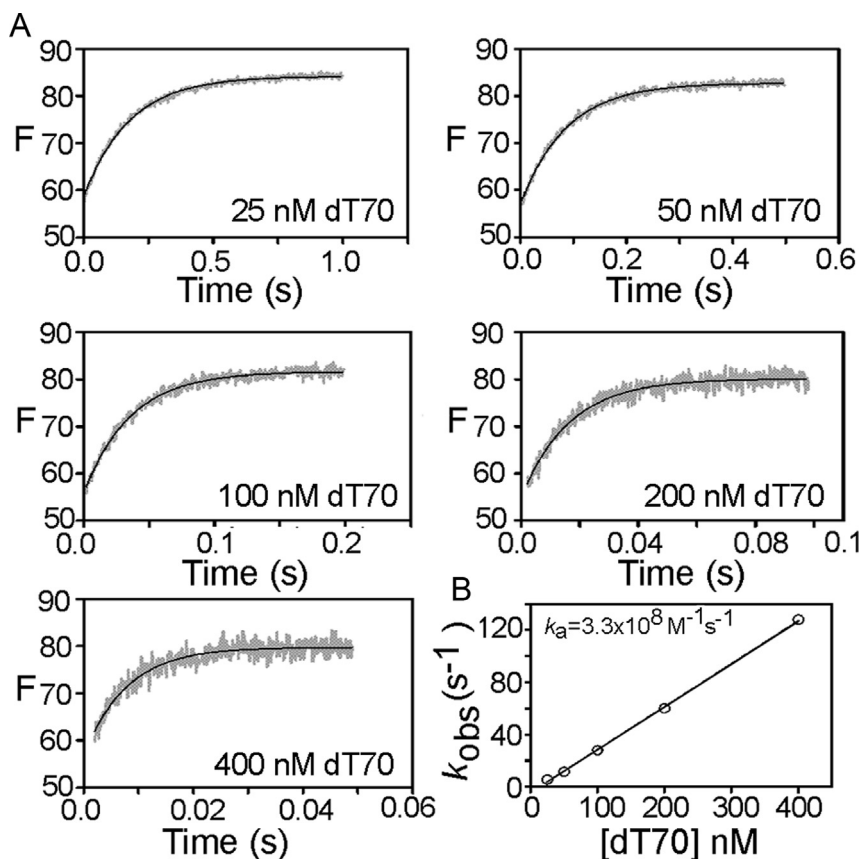 A
90
80
F 70
60
50
0.0 0.5 1.0
Time (s)
25 nM dT70
90
80
F 70
60
50
0.0 0.2 0.4 0.6
Time (s)
50 nM dT70
90
80
F 70
60
50
0.0 0.1 0.2
Time (s)
100 nM dT70
90
80
F 70
60
50
0.0 0.04 0.08 0.1
Time (s)
200 nM dT70
90
80
F 70
60
50
0.00 0.02 0.04 0.06
Time (s)
400 nM dT70
B
kₐ=3.3x10⁸ M⁻¹s⁻¹
120
80
40
0
k_obs (s⁻¹)
0 100 200 300 400
[dT70] nM